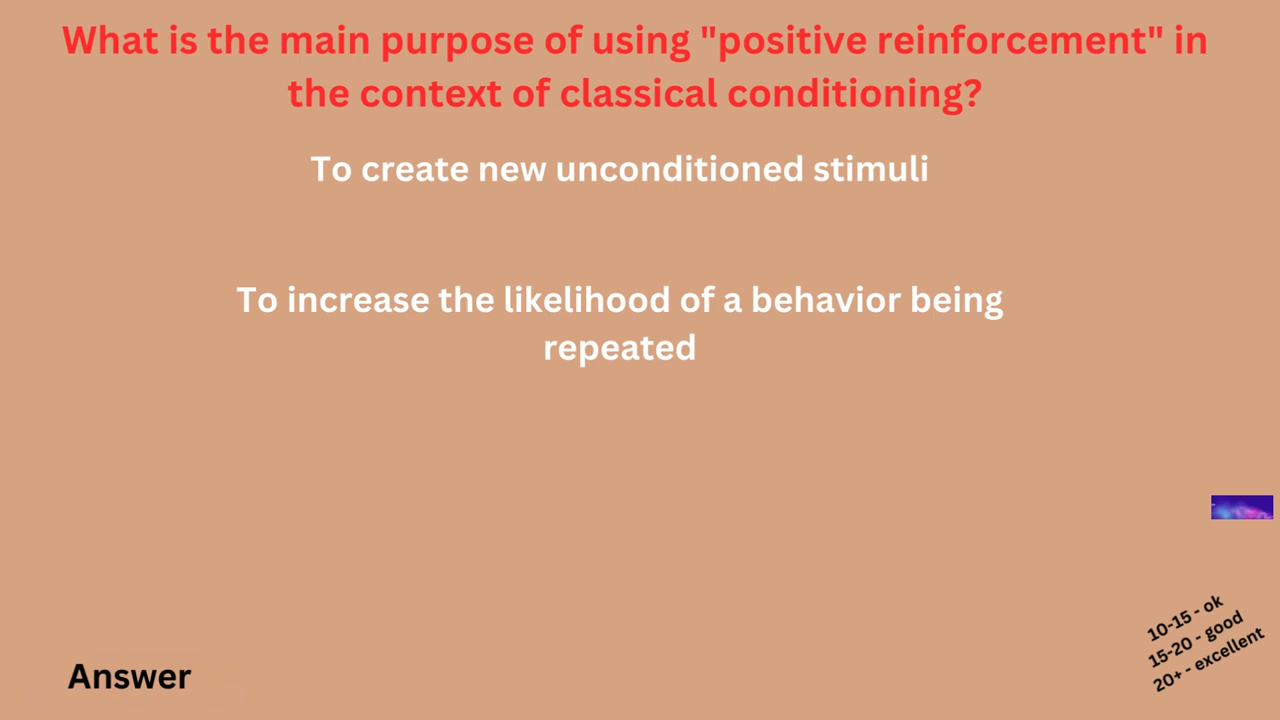 What is the main purpose of using "positive reinforcement" in
the context of classical conditioning?
To create new unconditioned stimuli
To increase the likelihood of a behavior being
repeated
10-15 - ok
15-20 - good
20+ - excellent
Answer